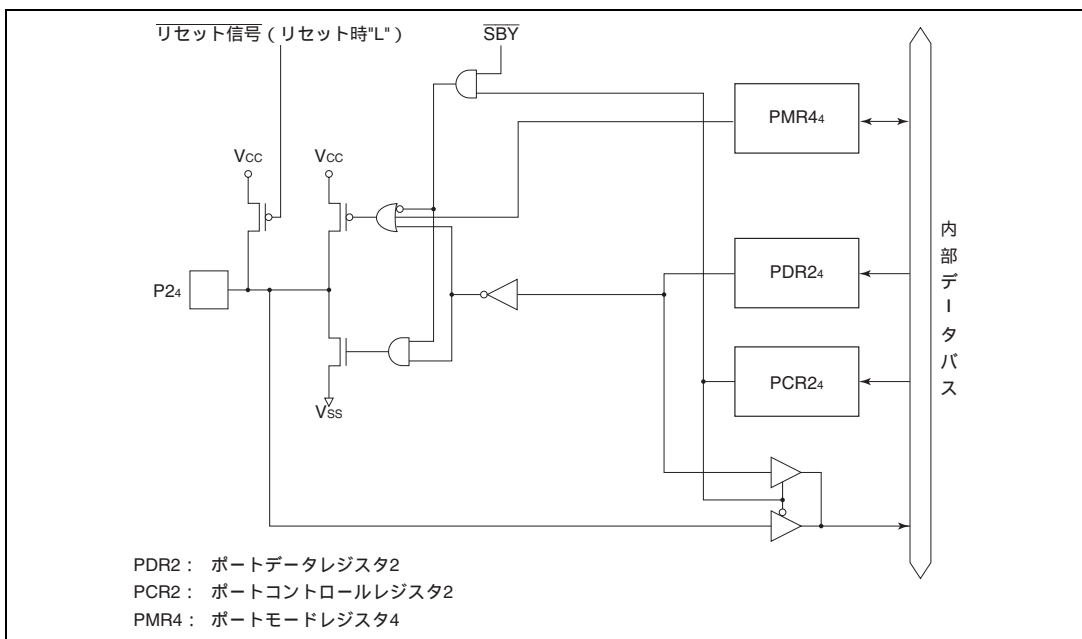 リセット信号（リセット時"L"）
SBY
PMR44
VCC
VCC
内部データバス
PDR24
P24
PCR24
VSS
PDR2： ポートデータレジスタ2
PCR2： ポートコントロールレジスタ2
PMR4： ポートモードレジスタ4